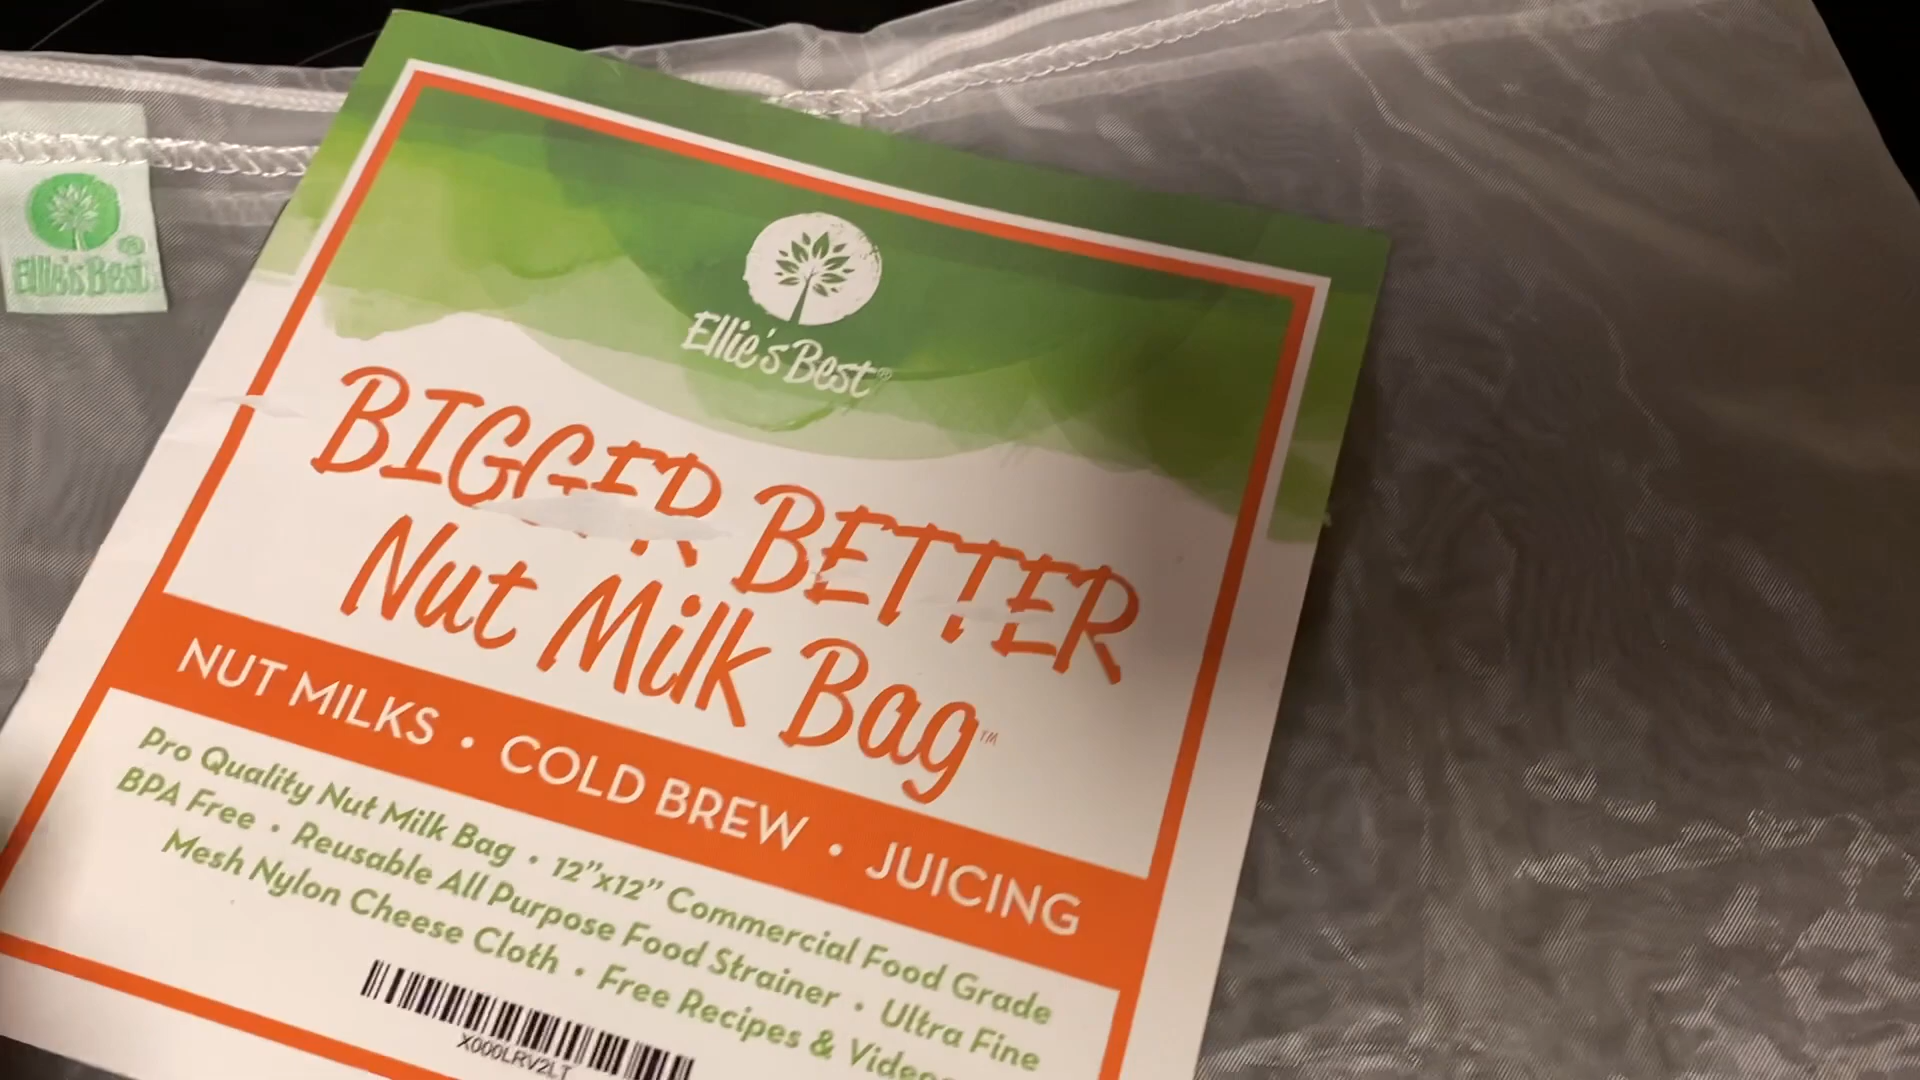 Ellie's Best®
Ellie's Best®
BIGGER BETTER
Nut Milk Bag™
NUT MILKS • COLD BREW • JUICING
Pro Quality Nut Milk Bag • 12”x12” Commercial Food Grade
BPA Free • Reusable All Purpose Food Strainer • Ultra Fine
Mesh Nylon Cheese Cloth • Free Recipes & Videos
X000LRV2LT